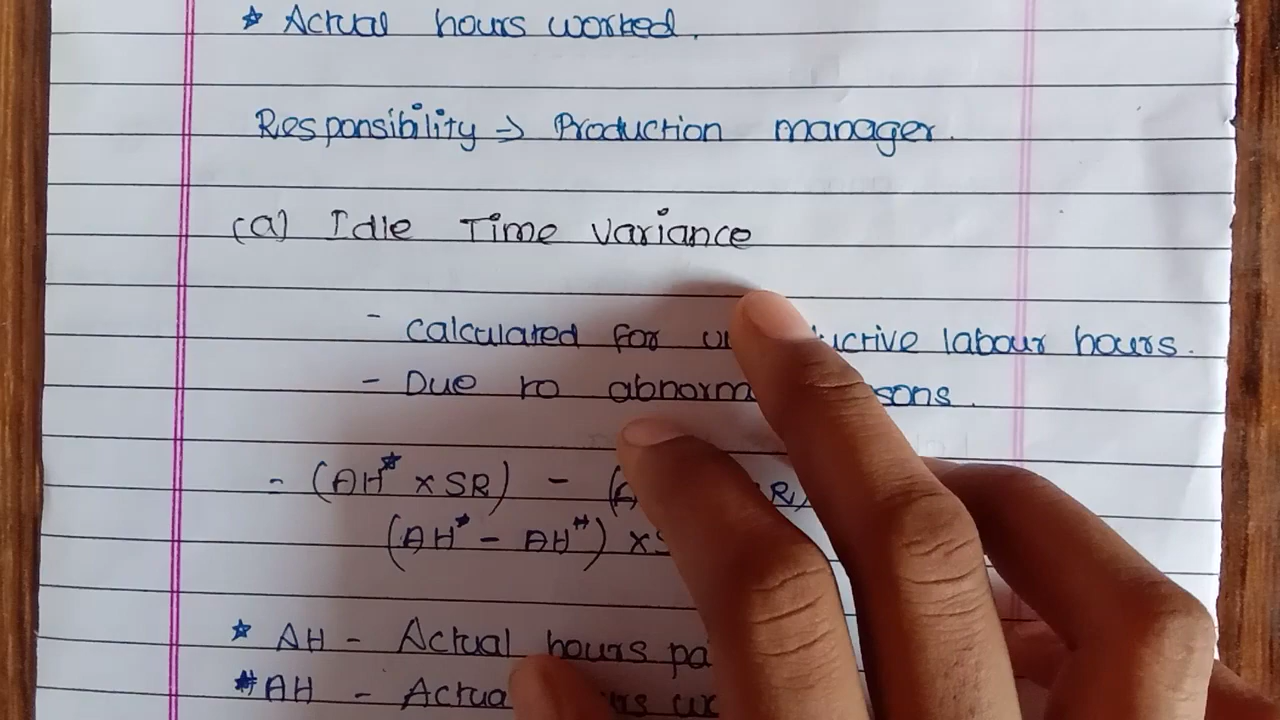 * Actual hours worked.
Responsibility → Production manager.
(a) Idle Time Variance
- Calculated for labour hours.
- Due to
= (AH* × SR) - (
(AH* - AH#) ×
* AH - Actual hours
# AH -